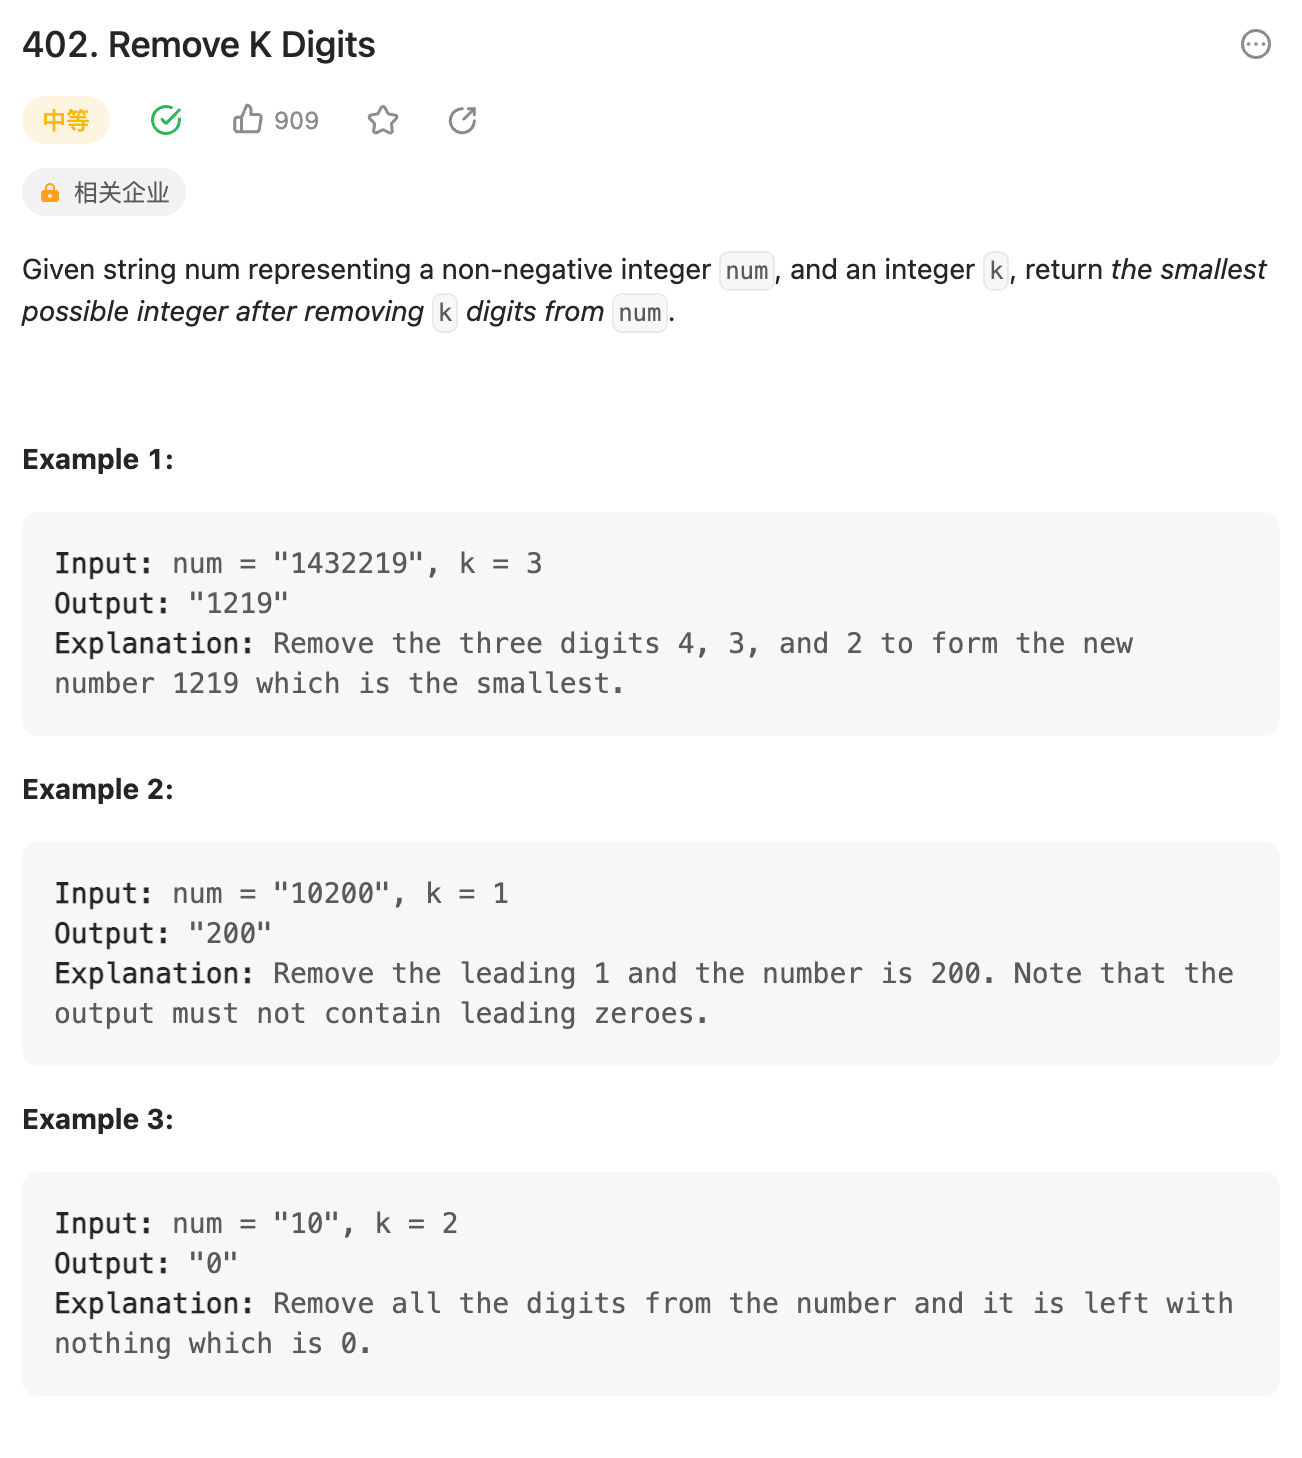 402. Remove K Digits
中等 909
相关企业
Given string num representing a non-negative integer num, and an integer k, return the smallest
possible integer after removing k digits from num.
Example 1:
Input: num = "1432219", k = 3
Output: "1219"
Explanation: Remove the three digits 4, 3, and 2 to form the new
number 1219 which is the smallest.
Example 2:
Input: num = "10200", k = 1
Output: "200"
Explanation: Remove the leading 1 and the number is 200. Note that the
output must not contain leading zeroes.
Example 3:
Input: num = "10", k = 2
Output: "0"
Explanation: Remove all the digits from the number and it is left with
nothing which is 0.